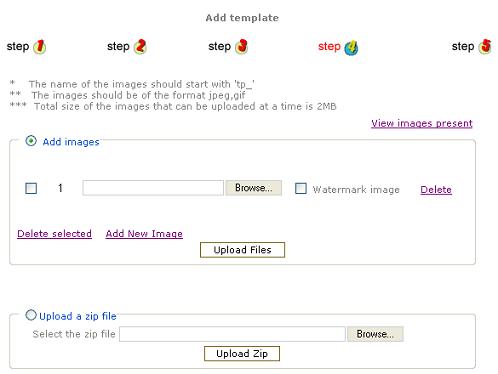 Add template
step 1 step 2 step 3 step 4 step 5
* The name of the images should start with 'tp_'
** The images should be of the format jpeg,gif
*** Total size of the images that can be uploaded at a time is 2MB
View images present
Add images
1 Browse... Watermark image Delete
Delete selected Add New Image
Upload Files
Upload a zip file
Select the zip file Browse...
Upload Zip